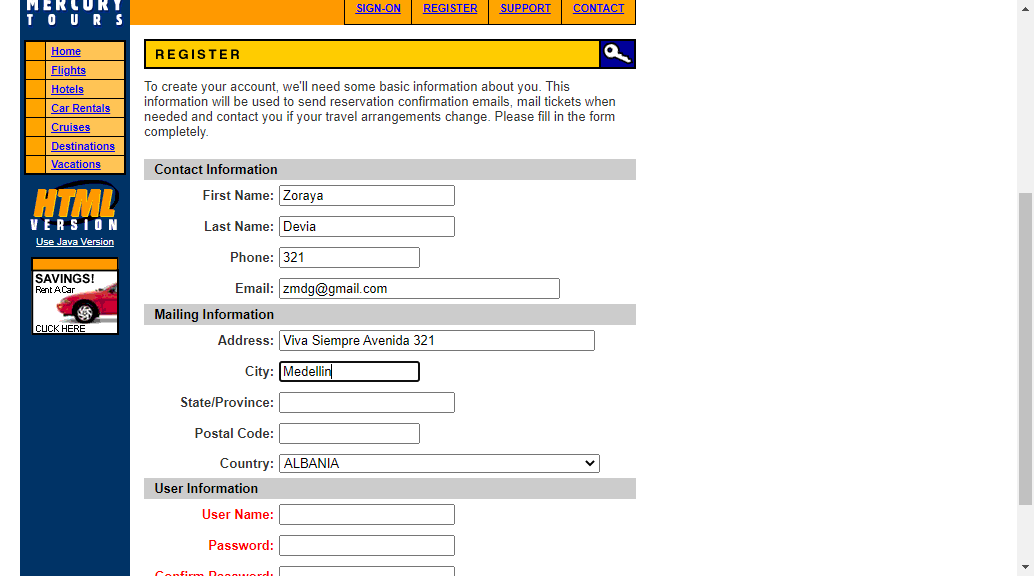 MERCURY
TOURS
SIGN-ON REGISTER SUPPORT CONTACT
Home
Flights
Hotels
Car Rentals
Cruises
Destinations
Vacations
HTML
VERSION
Use Java Version
SAVINGS!
Rent A Car
CLICK HERE
REGISTER
To create your account, we'll need some basic information about you. This
information will be used to send reservation confirmation emails, mail tickets when
needed and contact you if your travel arrangements change. Please fill in the form
completely.
Contact Information
First Name: Zoraya
Last Name: Devia
Phone: 321
Email: zmdg@gmail.com
Mailing Information
Address: Viva Siempre Avenida 321
City: Medellin
State/Province:
Postal Code:
Country: ALBANIA
User Information
User Name:
Password:
Confirm Password: